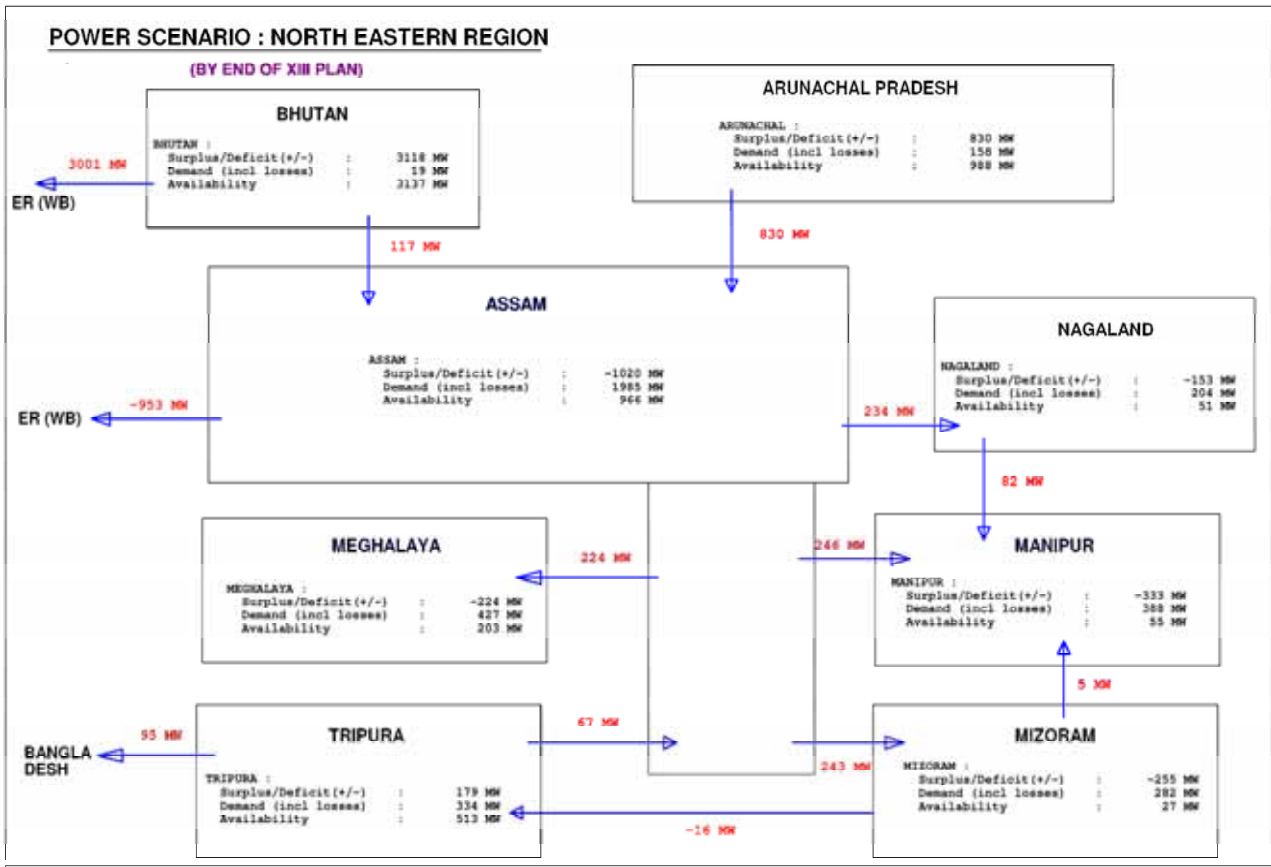 POWER SCENARIO : NORTH EASTERN REGION
(BY END OF XIII PLAN)
BHUTAN
BHUTAN :
Surplus/Deficit(+/-) : 3118 MW
Demand (incl losses) : 19 MW
Availability : 3137 MW
3001 MW
ER (WB)
117 MW
ARUNACHAL PRADESH
ARUNACHAL :
Surplus/Deficit(+/-) : 830 MW
Demand (incl losses) : 158 MW
Availability : 988 MW
830 MW
ASSAM
ASSAM :
Surplus/Deficit(+/-) : -1020 MW
Demand (incl losses) : 1985 MW
Availability : 966 MW
-953 MW
ER (WB)
234 MW
NAGALAND
NAGALAND :
Surplus/Deficit(+/-) : -153 MW
Demand (incl losses) : 204 MW
Availability : 51 MW
82 MW
MEGHALAYA
MEGHALAYA :
Surplus/Deficit(+/-) : -224 MW
Demand (incl losses) : 427 MW
Availability : 203 MW
224 MW
246 MW
MANIPUR
MANIPUR :
Surplus/Deficit(+/-) : -333 MW
Demand (incl losses) : 388 MW
Availability : 55 MW
5 MW
95 MW
BANGLA
DESH
TRIPURA
TRIPURA :
Surplus/Deficit(+/-) : 179 MW
Demand (incl losses) : 334 MW
Availability : 513 MW
67 MW
243 MW
-16 MW
MIZORAM
MIZORAM :
Surplus/Deficit(+/-) : -255 MW
Demand (incl losses) : 282 MW
Availability : 27 MW